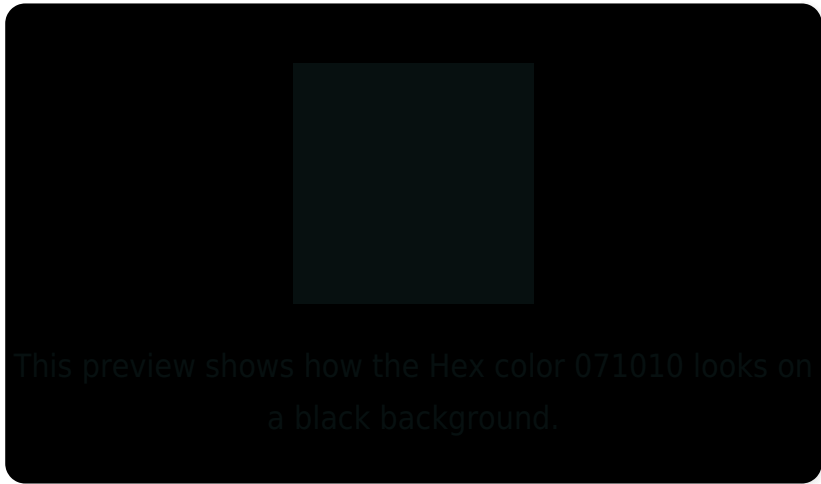 This preview shows how the Hex color 071010 looks on
a black background.